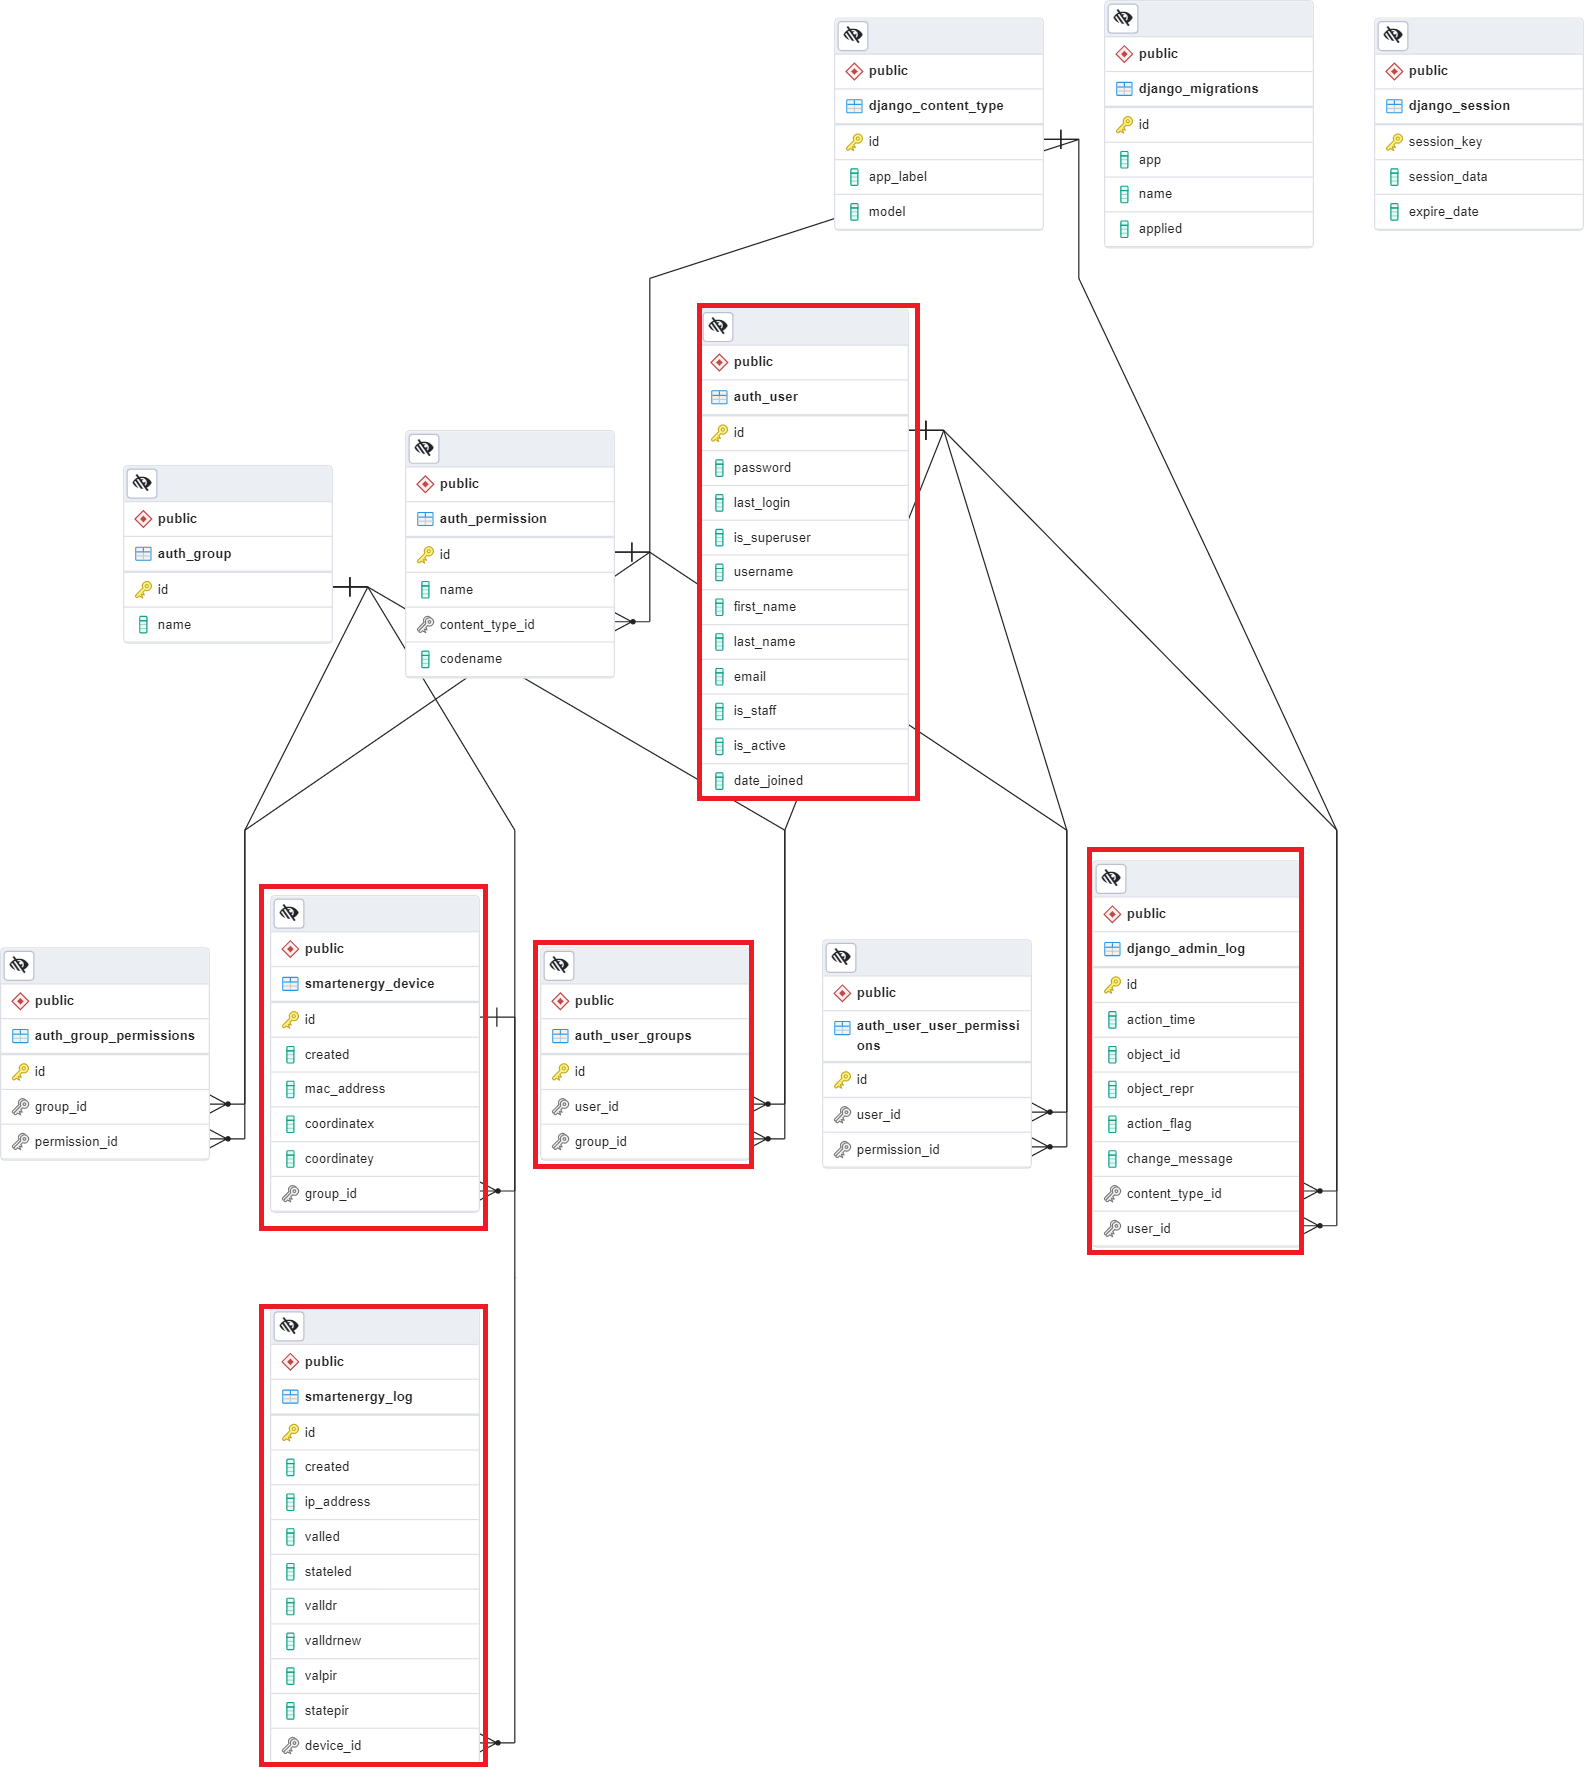 public
django_content_type
id
app_label
model
public
django_migrations
id
app
name
applied
public
django_session
session_key
session_data
expire_date
public
auth_user
id
password
last_login
is_superuser
username
first_name
last_name
email
is_staff
is_active
date_joined
public
auth_permission
id
name
content_type_id
codename
public
auth_group
id
name
public
auth_group_permissions
id
group_id
permission_id
public
smartenergy_device
id
created
mac_address
coordinatex
coordinatey
group_id
public
auth_user_groups
id
user_id
group_id
public
auth_user_user_permissi
ons
id
user_id
permission_id
public
django_admin_log
id
action_time
object_id
object_repr
action_flag
change_message
content_type_id
user_id
public
smartenergy_log
id
created
ip_address
valled
stateled
valldr
valldrnew
valpir
statepir
device_id